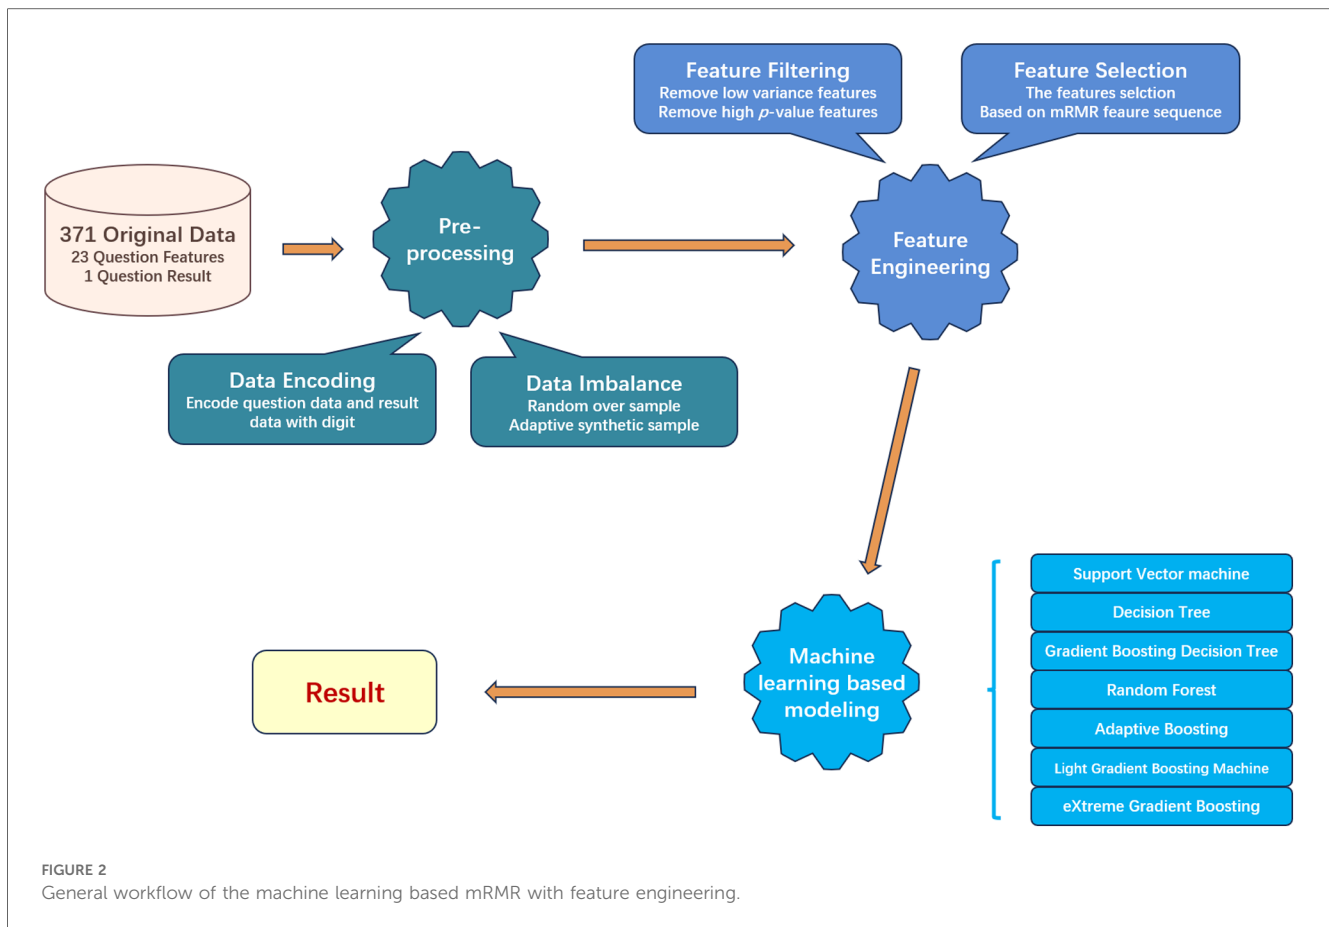 Feature Filtering
Remove low variance features
Remove high p-value features
Feature Selection
The features selction
Based on mRMR feaure sequence
371 Original Data
23 Question Features
1 Question Result
Pre-
processing
Feature
Engineering
Data Encoding
Encode question data and result
data with digit
Data Imbalance
Random over sample
Adaptive synthetic sample
Support Vector machine
Decision Tree
Gradient Boosting Decision Tree
Random Forest
Adaptive Boosting
Light Gradient Boosting Machine
eXtreme Gradient Boosting
Machine
learning based
modeling
Result
FIGURE 2
General workflow of the machine learning based mRMR with feature engineering.